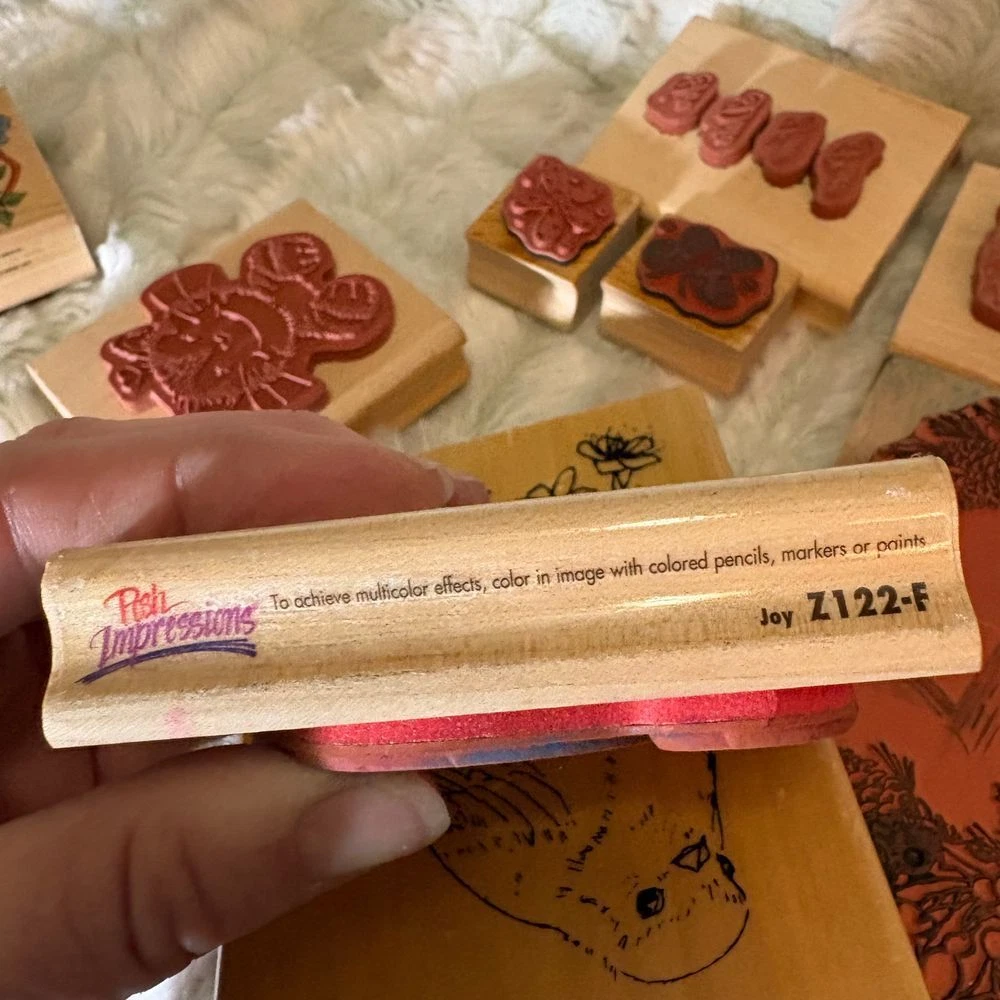 Posh
Impressions
To achieve multicolor effects, color in image with colored pencils, markers or paints
Joy Z122-F